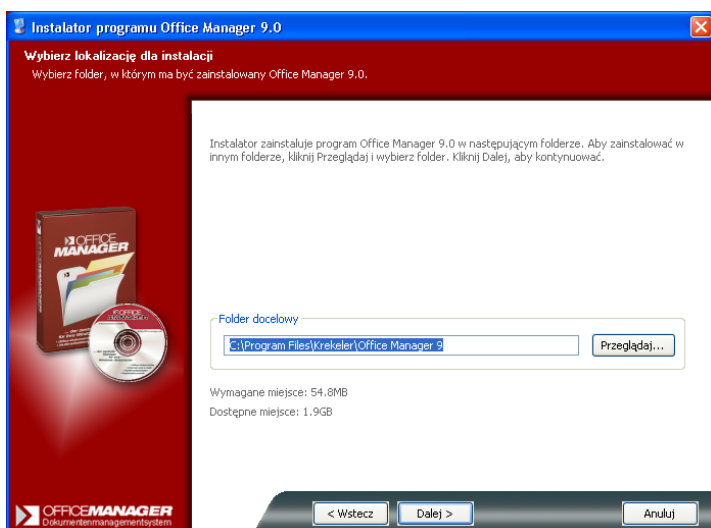 Instalator programu Office Manager 9.0
Wybierz lokalizację dla instalacji
Wybierz folder, w którym ma być zainstalowany Office Manager 9.0.
Instalator zainstaluje program Office Manager 9.0 w następującym folderze. Aby zainstalować w
innym folderze, kliknij Przeglądaj i wybierz folder. Kliknij Dalej, aby kontynuować.
OFFICE
MANAGER
Folder docelowy
C:\Program Files\Krekeler\Office Manager 9
Przeglądaj...
Wymagane miejsce: 54.8MB
Dostępne miejsce: 1.9GB
OFFICEMANAGER
Dokumentenmanagementsystem
< Wstecz
Dalej >
Anuluj